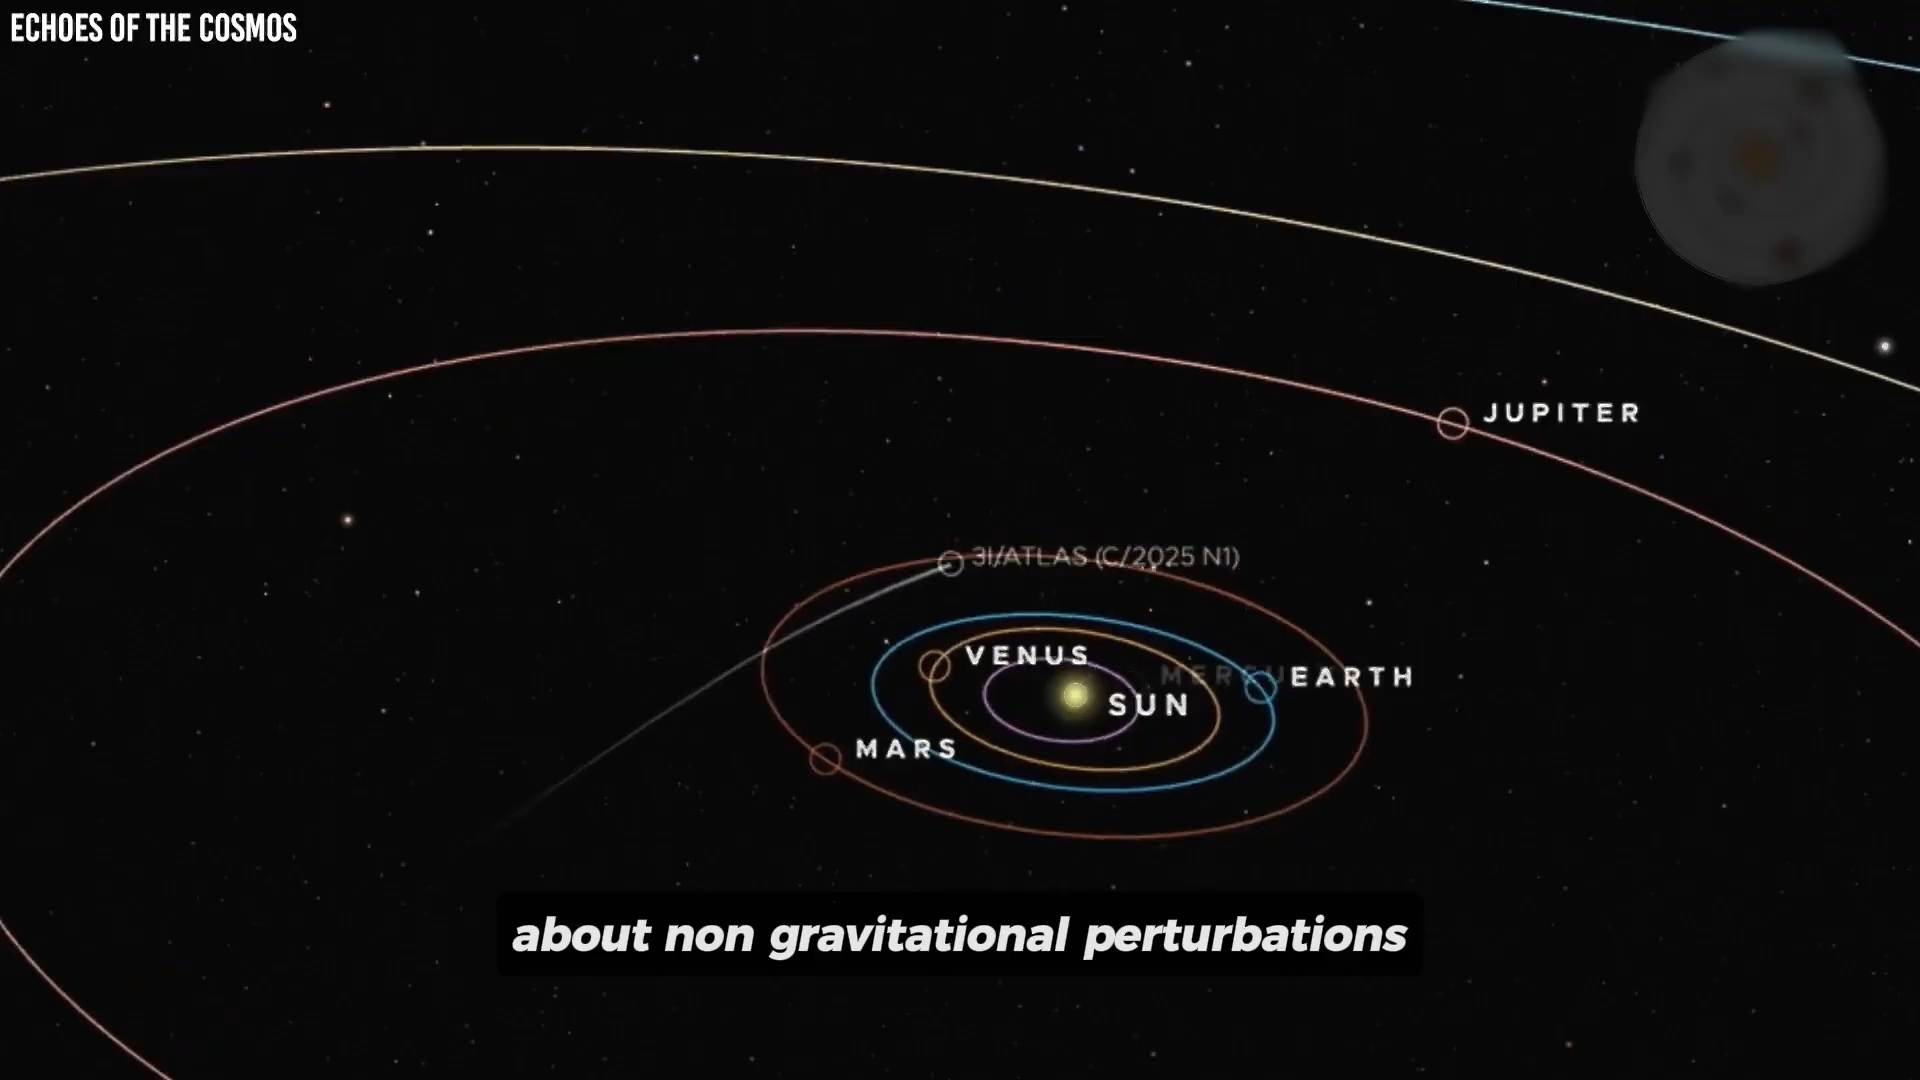 ECHOES OF THE COSMOS
JUPITER
3I/ATLAS (C/2025 N1)
VENUS
EARTH
SUN
MARS
about non gravitational perturbations